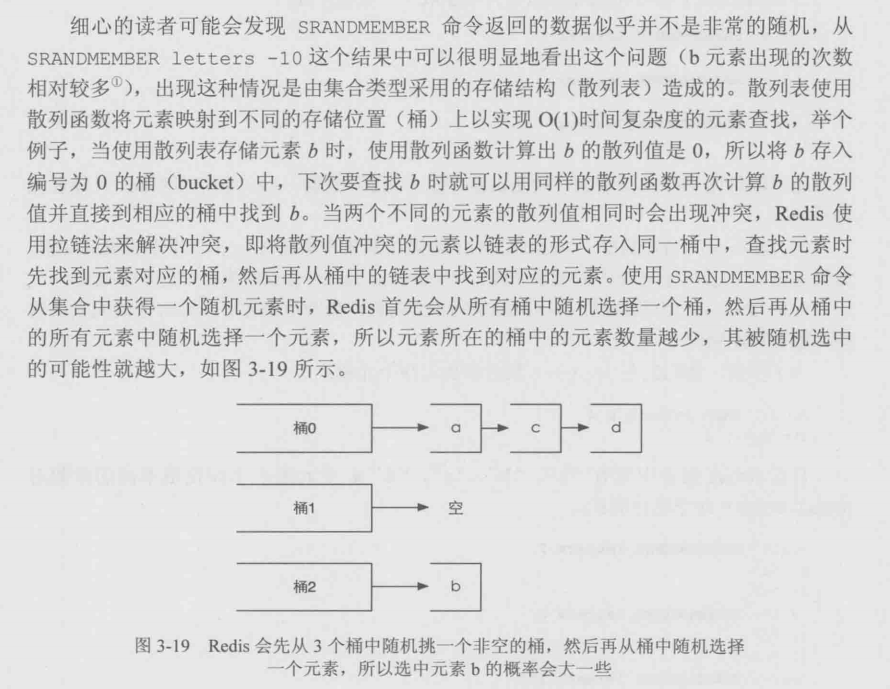 细心的读者可能会发现 SRANDMEMBER 命令返回的数据似乎并不是非常的随机，从
SRANDMEMBER letters -10 这个结果中可以很明显地看出这个问题（b 元素出现的次数
相对较多①），出现这种情况是由集合类型采用的存储结构（散列表）造成的。散列表使用
散列函数将元素映射到不同的存储位置（桶）上以实现 O(1)时间复杂度的元素查找，举个
例子，当使用散列表存储元素 b 时，使用散列函数计算出 b 的散列值是 0，所以将 b 存入
编号为 0 的桶（bucket）中，下次要查找 b 时就可以用同样的散列函数再次计算 b 的散列
值并直接到相应的桶中找到 b。当两个不同的元素的散列值相同时会出现冲突，Redis 使
用拉链法来解决冲突，即将散列值冲突的元素以链表的形式存入同一桶中，查找元素时
先找到元素对应的桶，然后再从桶中的链表中找到对应的元素。使用 SRANDMEMBER 命令
从集合中获得一个随机元素时，Redis 首先会从所有桶中随机选择一个桶，然后再从桶中
的所有元素中随机选择一个元素，所以元素所在的桶中的元素数量越少，其被随机选中
的可能性就越大，如图 3-19 所示。
桶0 a c d
桶1 空
桶2 b
图 3-19 Redis 会先从 3 个桶中随机挑一个非空的桶，然后再从桶中随机选择
一个元素，所以选中元素 b 的概率会大一些